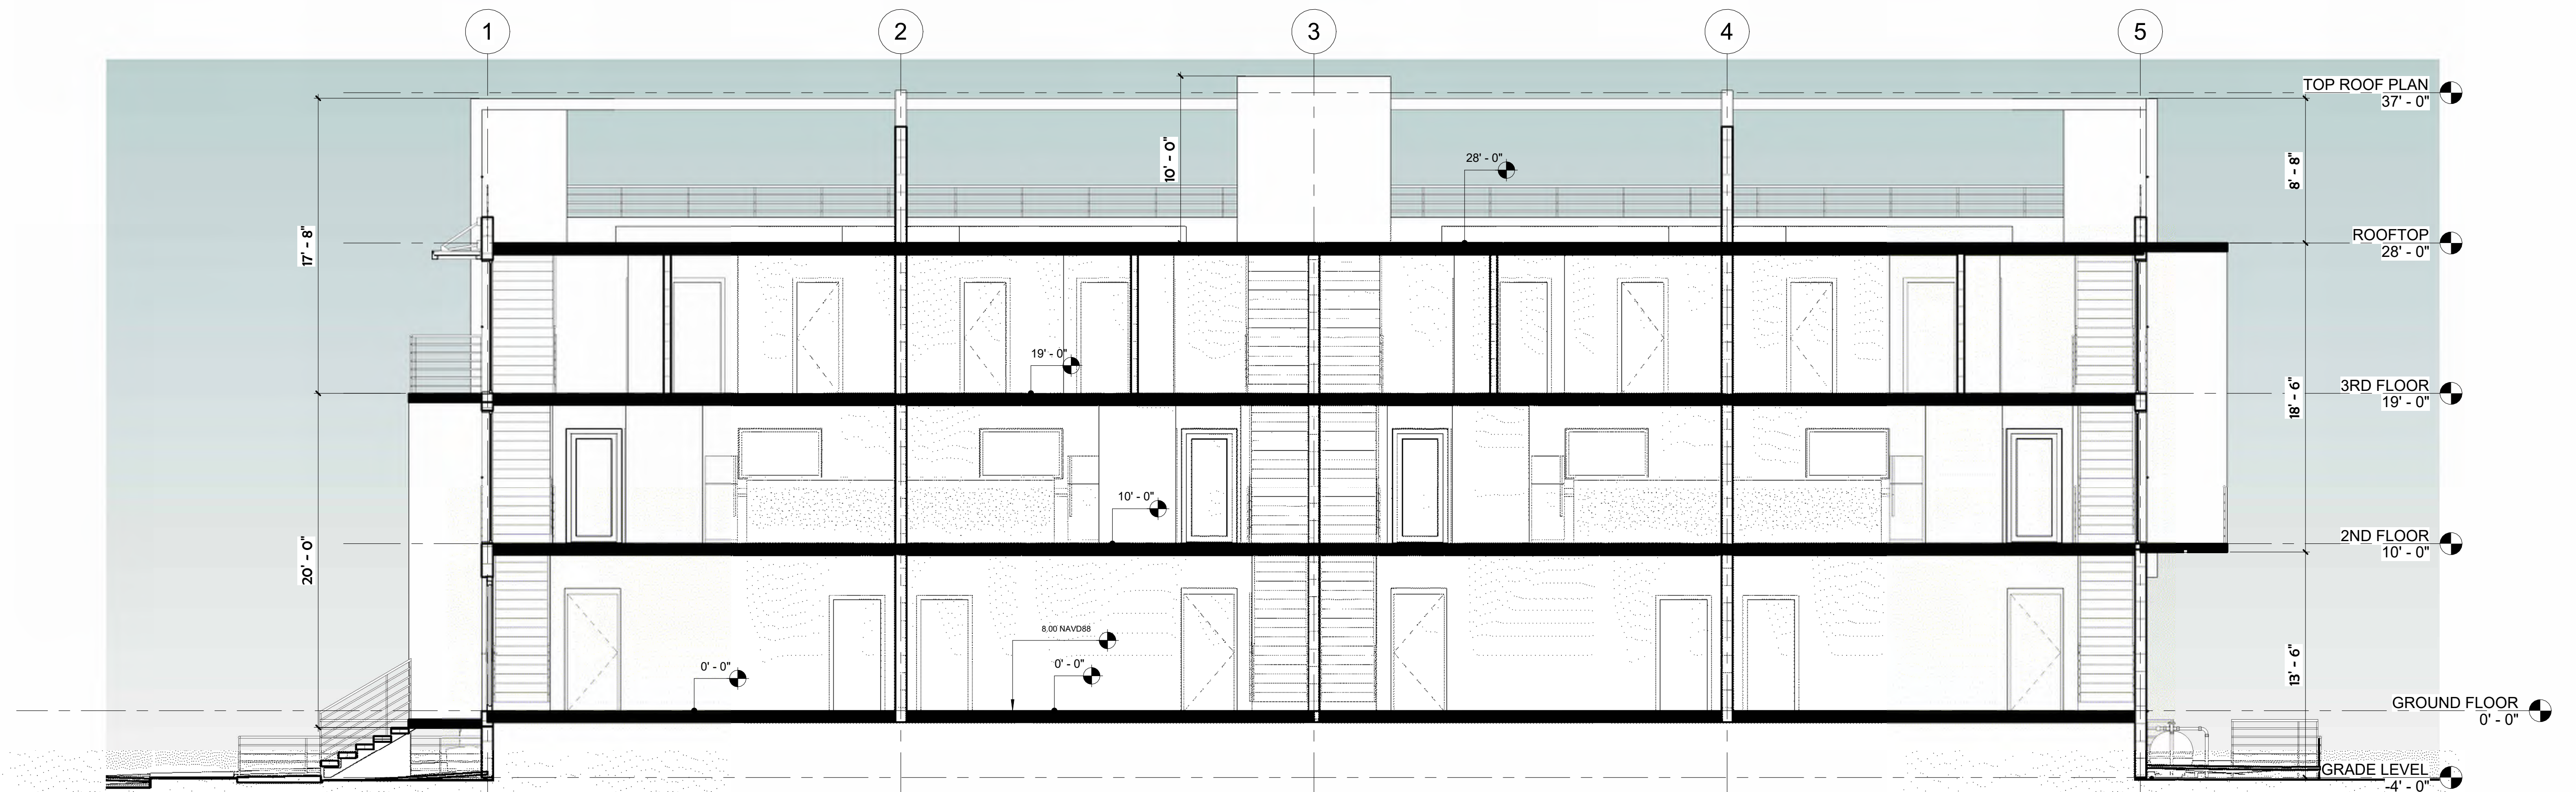 1
2
3
4
5
TOP ROOF PLAN
37' - 0"
10' - 0"
28' - 0"
8' - 8"
17' - 8"
ROOFTOP
28' - 0"
19' - 0"
3RD FLOOR
19' - 0"
18' - 6"
10' - 0"
2ND FLOOR
10' - 0"
20' - 0"
8.00 NAVD88
0' - 0"
0' - 0"
13' - 6"
GROUND FLOOR
0' - 0"
GRADE LEVEL
-4' - 0"